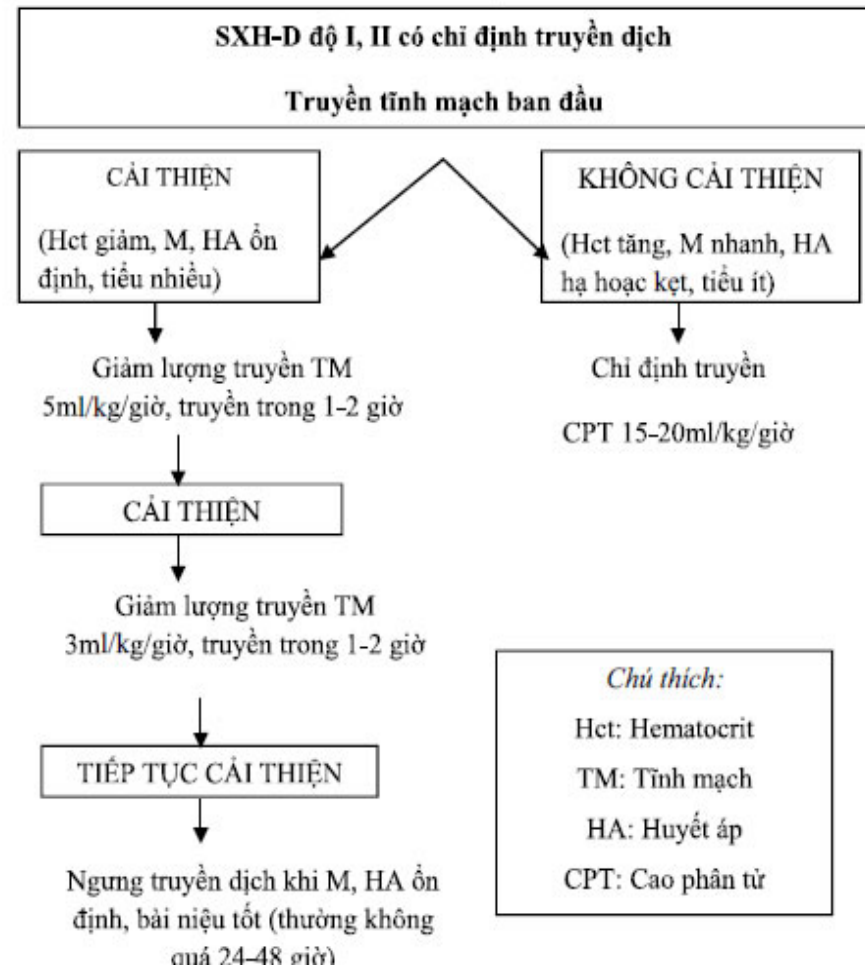 SXH-D độ I, II có chỉ định truyền dịch
Truyền tĩnh mạch ban đầu
CẢI THIỆN
(Hct giảm, M, HA ổn
định, tiểu nhiều)
KHÔNG CẢI THIỆN
(Hct tăng, M nhanh, HA
hạ hoạc kẹt, tiểu ít)
Giảm lượng truyền TM
5ml/kg/giờ, truyền trong 1-2 giờ
Chỉ định truyền
CPT 15-20ml/kg/giờ
CẢI THIỆN
Giảm lượng truyền TM
3ml/kg/giờ, truyền trong 1-2 giờ
TIẾP TỤC CẢI THIỆN
Ngưng truyền dịch khi M, HA ổn
định, bài niệu tốt (thường không
quá 24-48 giờ)
Chú thích:
Hct: Hematocrit
TM: Tĩnh mạch
HA: Huyết áp
CPT: Cao phân tử